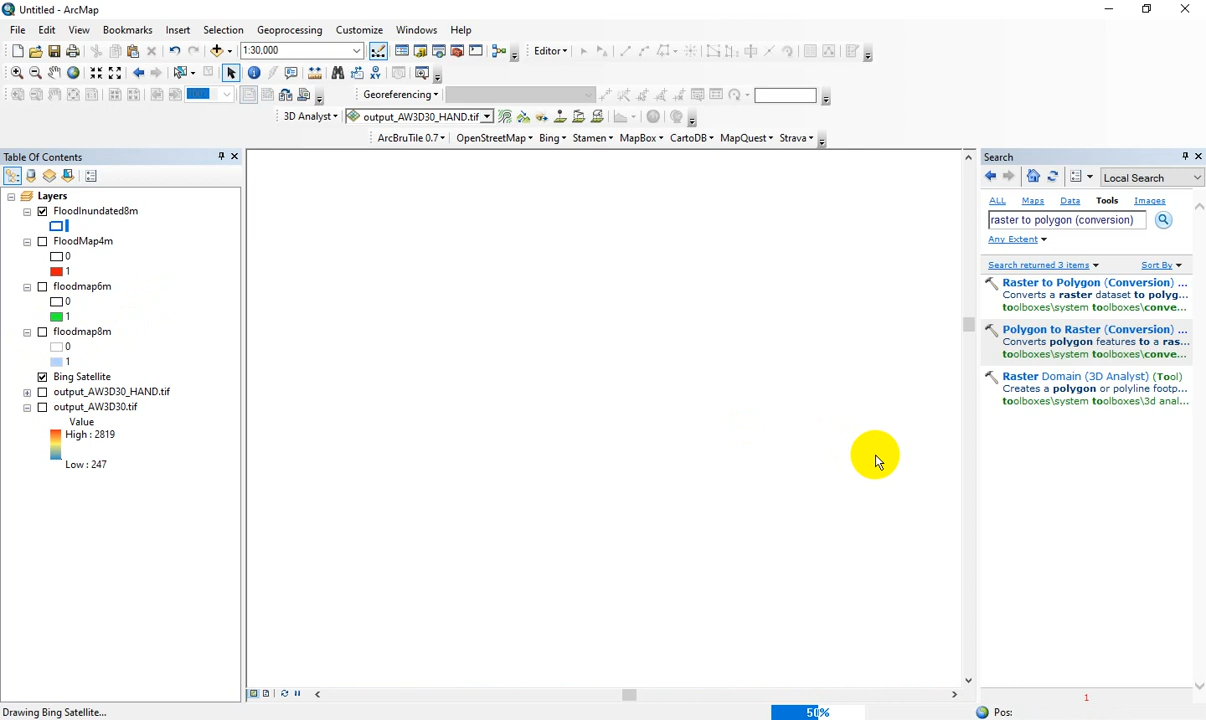 Untitled - ArcMap
File Edit View Bookmarks Insert Selection Geoprocessing Customize Windows Help
1:30,000 Editor
Georeferencing
3D Analyst output_AW3D30_HAND.tif
ArcBruTile 0.7 OpenStreetMap Bing Stamen MapBox CartoDB MapQuest Strava
Table Of Contents
Layers
FloodInundated8m
FloodMap4m
0
1
floodmap6m
0
1
floodmap8m
0
1
Bing Satellite
output_AW3D30_HAND.tif
output_AW3D30.tif
Value
High : 2819
Low : 247
Search
Local Search
ALL Maps Data Tools Images
raster to polygon (conversion)
Any Extent
Search returned 3 items Sort By
Raster to Polygon (Conversion) ...
Converts a raster dataset to polyg...
toolboxes\system toolboxes\conve...
Polygon to Raster (Conversion) ...
Converts polygon features to a ras...
toolboxes\system toolboxes\conve...
Raster Domain (3D Analyst) (Tool)
Creates a polygon or polyline footp...
toolboxes\system toolboxes\3d anal...
1
Drawing Bing Satellite... 50% Pos: